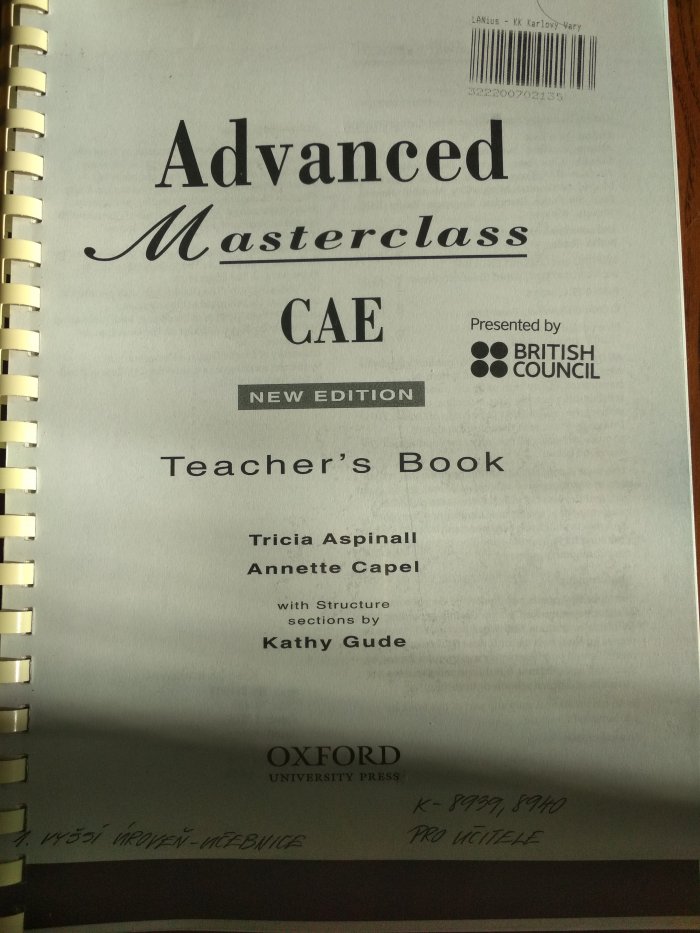 LANius - KK Karlovy Vary
322200702135
Advanced
Masterclass
CAE
Presented by
BRITISH
COUNCIL
NEW EDITION
Teacher's Book
Tricia Aspinall
Annette Capel
with Structure
sections by
Kathy Gude
OXFORD
UNIVERSITY PRESS
K- 8939, 8940
1. VYŠŠÍ ÚROVEŇ-UČEBNICE
PRO UČITELE